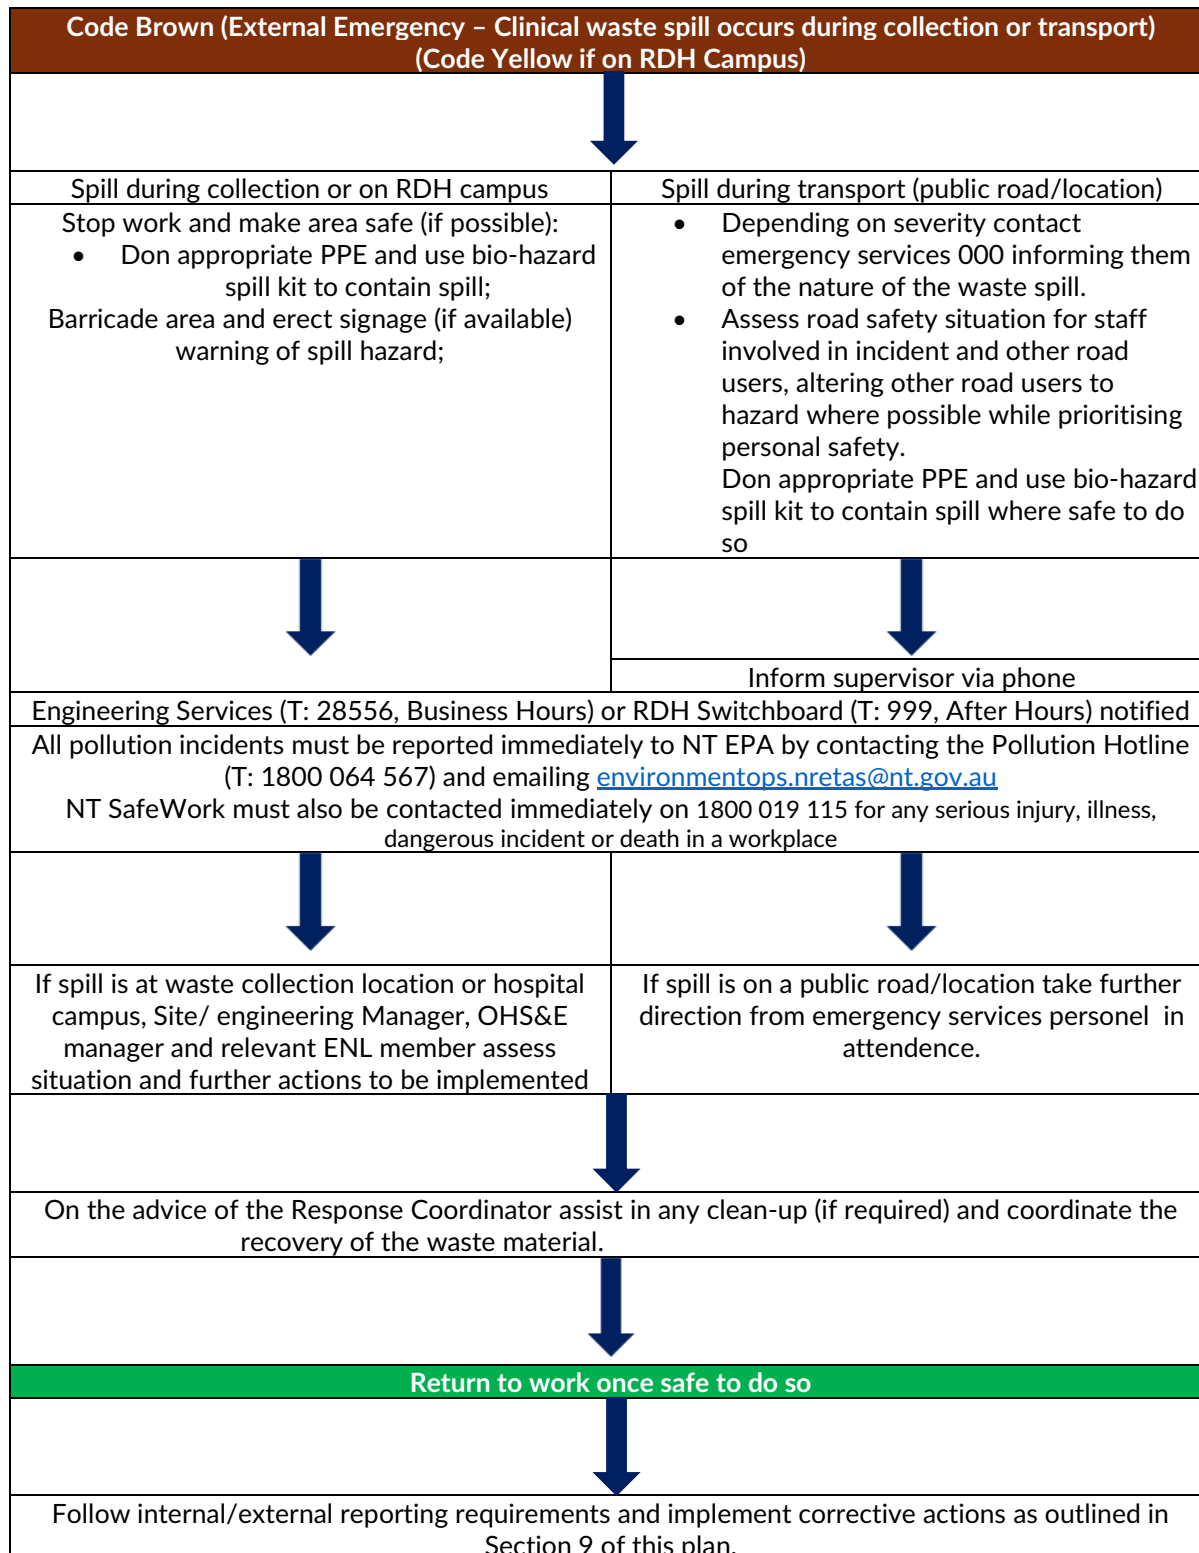 Code Brown (External Emergency – Clinical waste spill occurs during collection or transport)
(Code Yellow if on RDH Campus)
Spill during collection or on RDH campus
Stop work and make area safe (if possible):
• Don appropriate PPE and use bio-hazard
spill kit to contain spill;
Barricade area and erect signage (if available)
warning of spill hazard;
Spill during transport (public road/location)
• Depending on severity contact
emergency services 000 informing them
of the nature of the waste spill.
• Assess road safety situation for staff
involved in incident and other road
users, altering other road users to
hazard where possible while prioritising
personal safety.
Don appropriate PPE and use bio-hazard
spill kit to contain spill where safe to do
so
Inform supervisor via phone
Engineering Services (T: 28556, Business Hours) or RDH Switchboard (T: 999, After Hours) notified
All pollution incidents must be reported immediately to NT EPA by contacting the Pollution Hotline
(T: 1800 064 567) and emailing environmentops.nretas@nt.gov.au
NT SafeWork must also be contacted immediately on 1800 019 115 for any serious injury, illness,
dangerous incident or death in a workplace
If spill is at waste collection location or hospital
campus, Site/ engineering Manager, OHS&E
manager and relevant ENL member assess
situation and further actions to be implemented
If spill is on a public road/location take further
direction from emergency services personel in
attendence.
On the advice of the Response Coordinator assist in any clean-up (if required) and coordinate the
recovery of the waste material.
Return to work once safe to do so
Follow internal/external reporting requirements and implement corrective actions as outlined in
Section 9 of this plan.